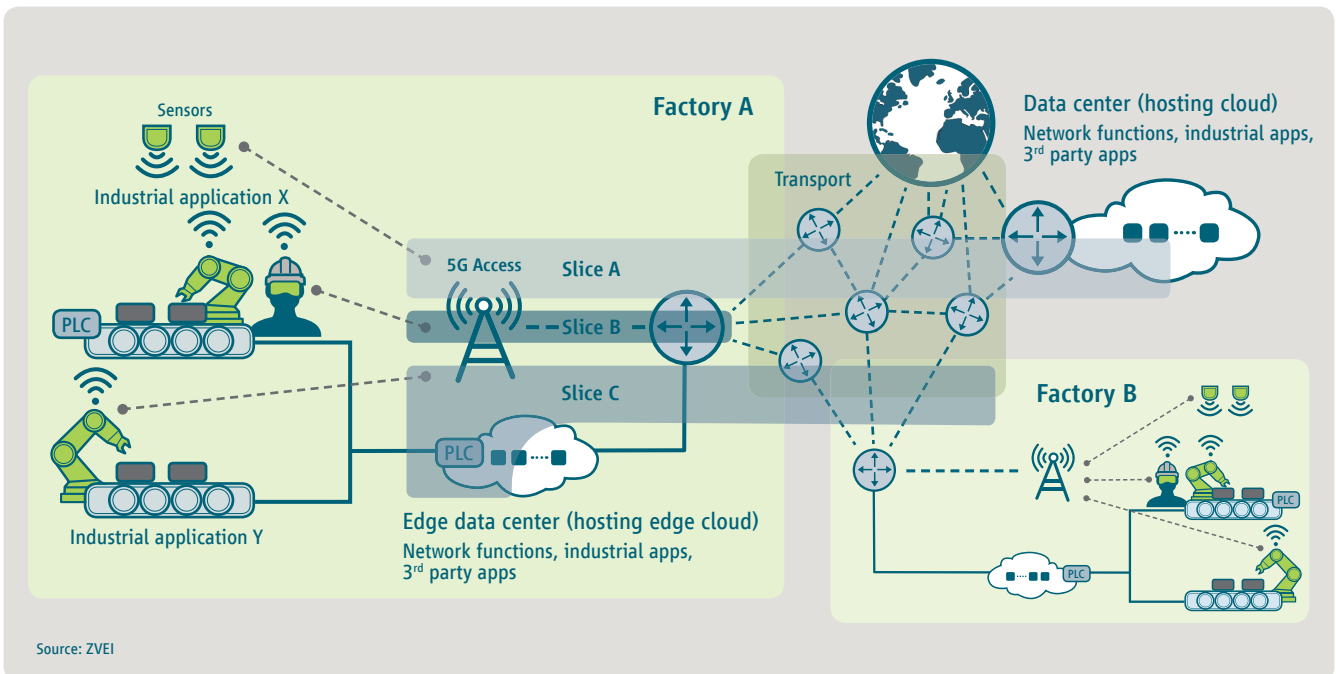 Factory A
Sensors
Industrial application X
PLC
Industrial application Y
5G Access
Slice A
Slice B
Slice C
PLC
Edge data center (hosting edge cloud)
Network functions, industrial apps,
3rd party apps
Transport
Data center (hosting cloud)
Network functions, industrial apps,
3rd party apps
Factory B
PLC
PLC
Source: ZVEI